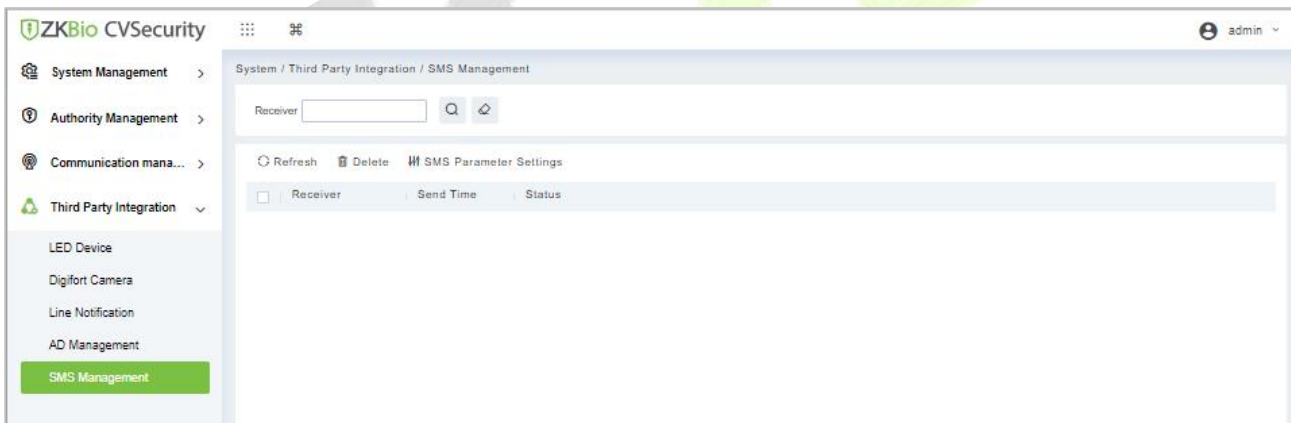 ZKBio CVSecurity
admin
System Management
Authority Management
Communication mana...
Third Party Integration
LED Device
Digifort Camera
Line Notification
AD Management
SMS Management
System / Third Party Integration / SMS Management
Receiver
Refresh Delete SMS Parameter Settings
Receiver Send Time Status